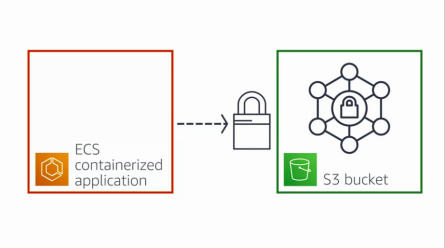 ECS
containerized
application
S3 bucket